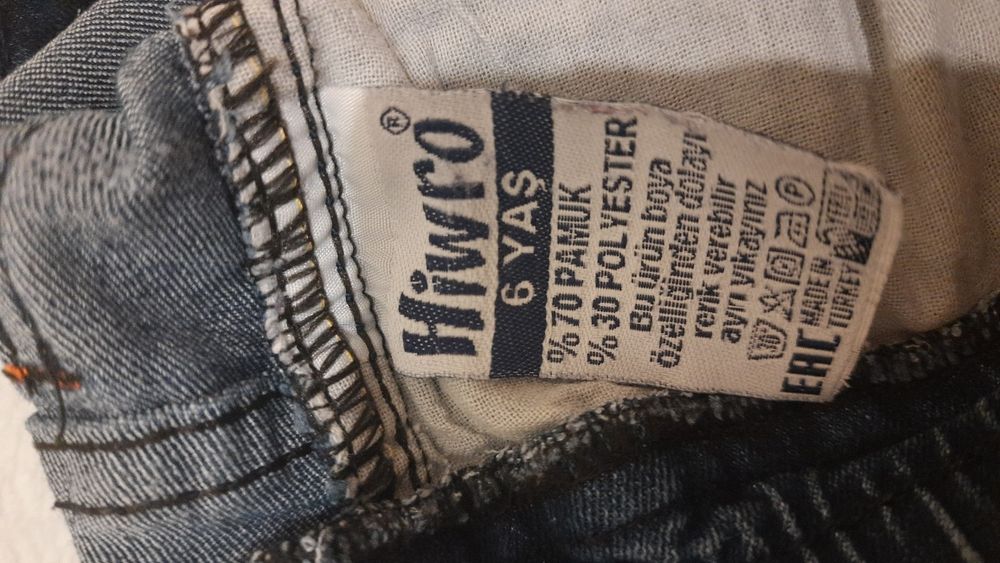 Hiwro ®
6 YAŞ
% 70 PAMUK
% 30 POLYESTER
Bu ürün boya
özelliğinden dolayı
renk verebilir
ayrı yıkayınız
P
EAC
MADE IN
TURKEY